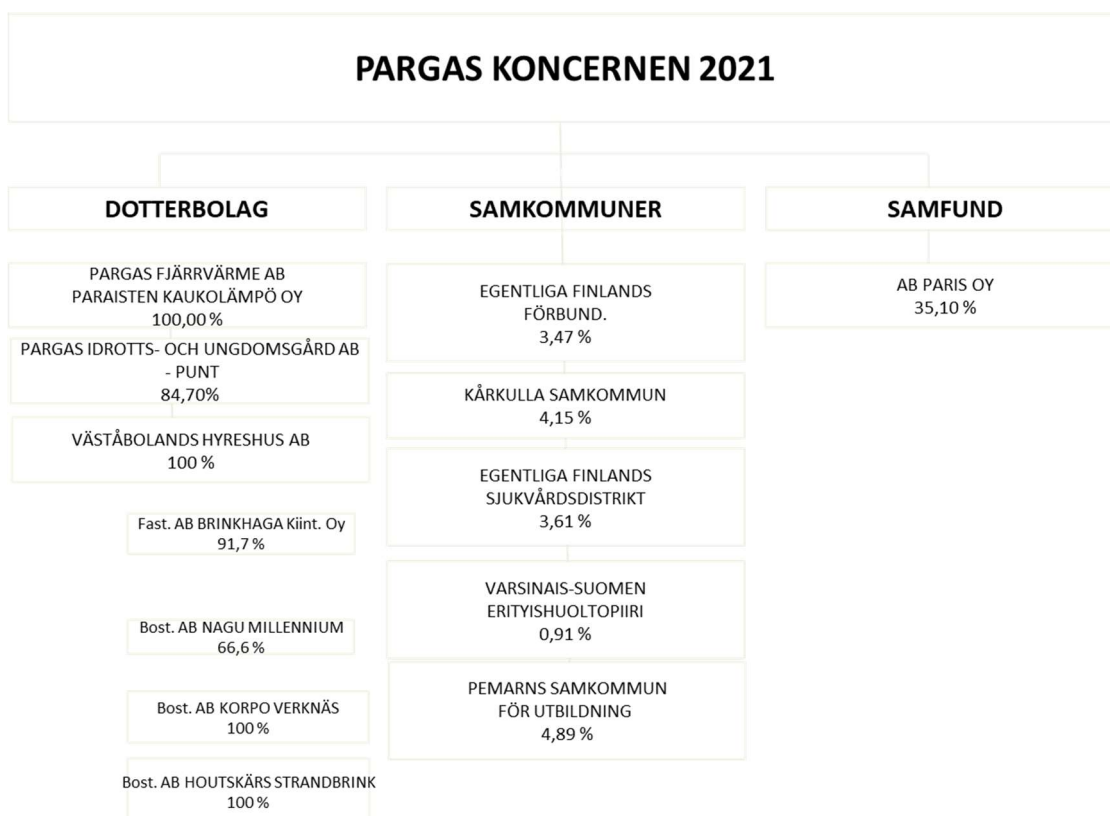 PARGAS KONCERNEN 2021
DOTTERBOLAG
PARGAS FJÄRRVÄRME AB
PARAISTEN KAUKOLÄMPÖ OY
100,00 %
PARGAS IDROTTS- OCH UNGDOMSGÅRD AB
- PUNT
84,70%
VÄSTÅBOLANDS HYRESHUS AB
100 %
Fast. AB BRINKHAGA Kiint. Oy
91,7 %
Bost. AB NAGU MILLENNIUM
66,6 %
Bost. AB KORPO VERKNÄS
100 %
Bost. AB HOUTSKÄRS STRANDBRINK
100 %
SAMKOMMUNER
EGENTLIGA FINLANDS
FÖRBUND.
3,47 %
KÅRKULLA SAMKOMMUN
4,15 %
EGENTLIGA FINLANDS
SJUKVÅRDSDISTRIKT
3,61 %
VARSINAIS-SUOMEN
ERITYISHUOLTOPIIRI
0,91 %
PEMARNS SAMKOMMUN
FÖR UTBILDNING
4,89 %
SAMFUND
AB PARIS OY
35,10 %